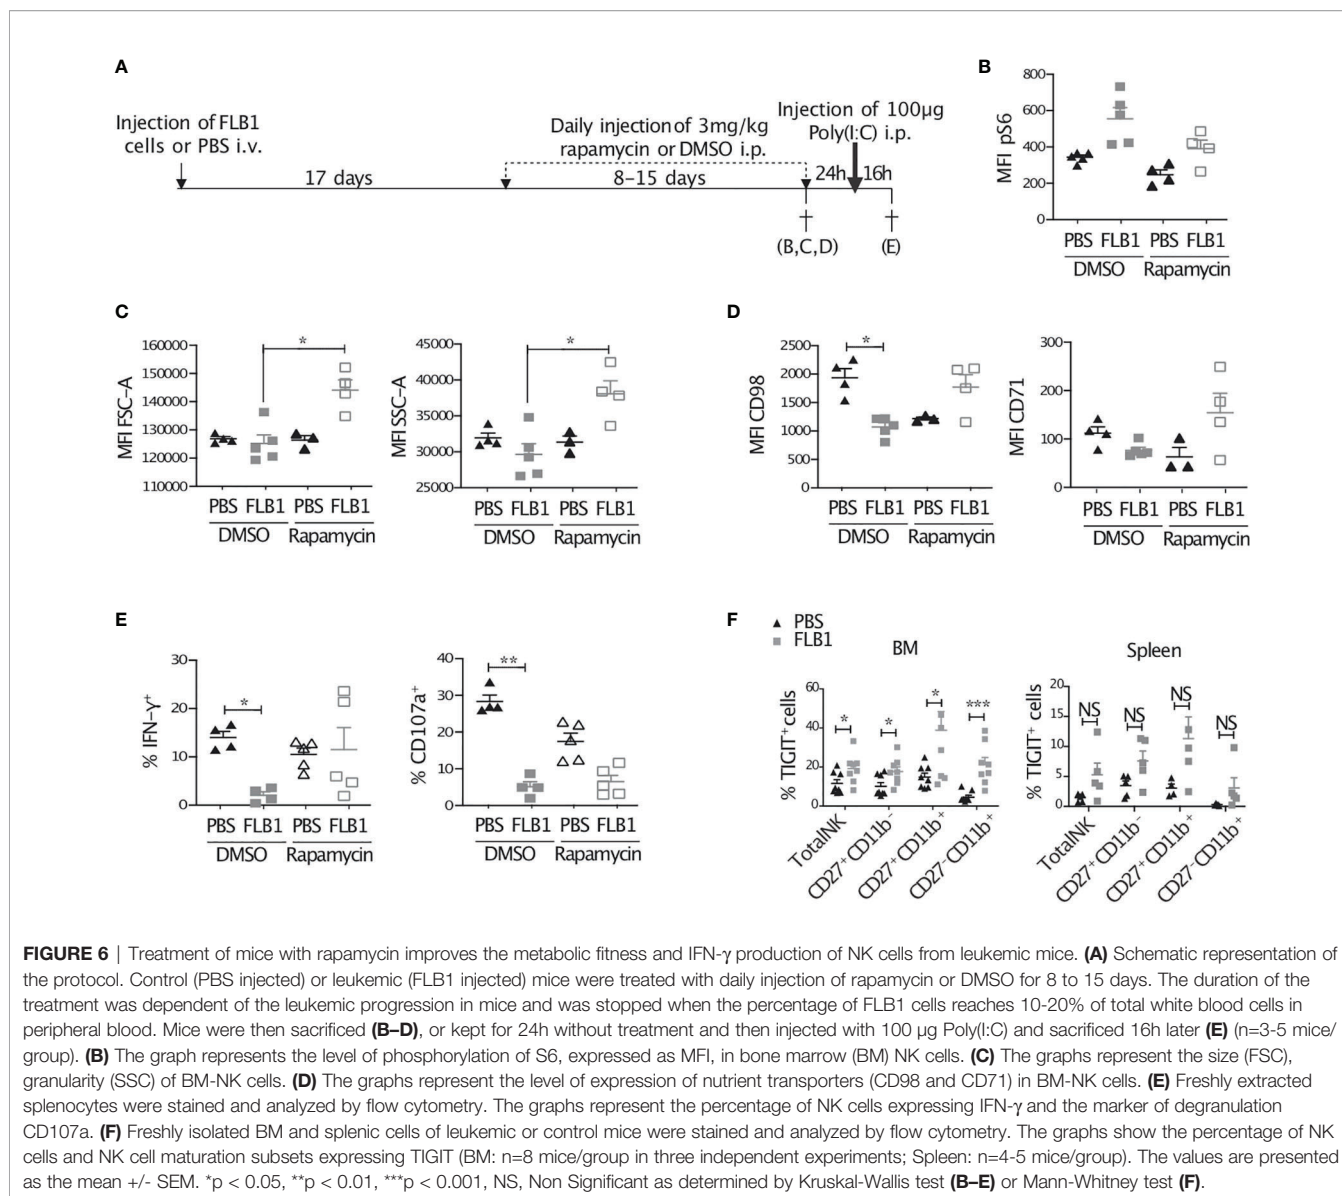 A
Injection of FLB1
cells or PBS i.v.
17 days
Daily injection of 3mg/kg
rapamycin or DMSO i.p.
8–15 days
Injection of 100µg
Poly(I:C) i.p.
24h
16h
(B,C,D)
(E)
B
MFI pS6
800
600
400
200
0
PBS FLB1 PBS FLB1
DMSO Rapamycin
C
MFI FSC–A
160000
150000
140000
130000
120000
110000
*
PBS FLB1 PBS FLB1
DMSO Rapamycin
MFI SSC–A
45000
40000
35000
30000
25000
*
PBS FLB1 PBS FLB1
DMSO Rapamycin
D
MFI CD98
2500
2000
1500
1000
500
0
*
PBS FLB1 PBS FLB1
DMSO Rapamycin
MFI CD71
300
200
100
0
PBS FLB1 PBS FLB1
DMSO Rapamycin
E
% IFN–γ+
30
20
10
0
*
PBS FLB1 PBS FLB1
DMSO Rapamycin
% CD107a+
40
30
20
10
0
**
PBS FLB1 PBS FLB1
DMSO Rapamycin
F
PBS
FLB1
BM
% TIGIT+ cells
60
40
20
0
* * * ***
TotalNK
CD27+CD11b-
CD27+CD11b+
CD27-CD11b+
Spleen
% TIGIT+ cells
20
15
10
5
0
NS NS NS NS
TotalNK
CD27+CD11b-
CD27+CD11b+
CD27-CD11b+
FIGURE 6 | Treatment of mice with rapamycin improves the metabolic fitness and IFN-γ production of NK cells from leukemic mice. (A) Schematic representation of
the protocol. Control (PBS injected) or leukemic (FLB1 injected) mice were treated with daily injection of rapamycin or DMSO for 8 to 15 days. The duration of the
treatment was dependent of the leukemic progression in mice and was stopped when the percentage of FLB1 cells reaches 10-20% of total white blood cells in
peripheral blood. Mice were then sacrificed (B–D), or kept for 24h without treatment and then injected with 100 µg Poly(I:C) and sacrificed 16h later (E) (n=3-5 mice/
group). (B) The graph represents the level of phosphorylation of S6, expressed as MFI, in bone marrow (BM) NK cells. (C) The graphs represent the size (FSC),
granularity (SSC) of BM-NK cells. (D) The graphs represent the level of expression of nutrient transporters (CD98 and CD71) in BM-NK cells. (E) Freshly extracted
splenocytes were stained and analyzed by flow cytometry. The graphs represent the percentage of NK cells expressing IFN-γ and the marker of degranulation
CD107a. (F) Freshly isolated BM and splenic cells of leukemic or control mice were stained and analyzed by flow cytometry. The graphs show the percentage of NK
cells and NK cell maturation subsets expressing TIGIT (BM: n=8 mice/group in three independent experiments; Spleen: n=4-5 mice/group). The values are presented
as the mean +/- SEM. *p < 0.05, **p < 0.01, ***p < 0.001, NS, Non Significant as determined by Kruskal-Wallis test (B–E) or Mann-Whitney test (F).